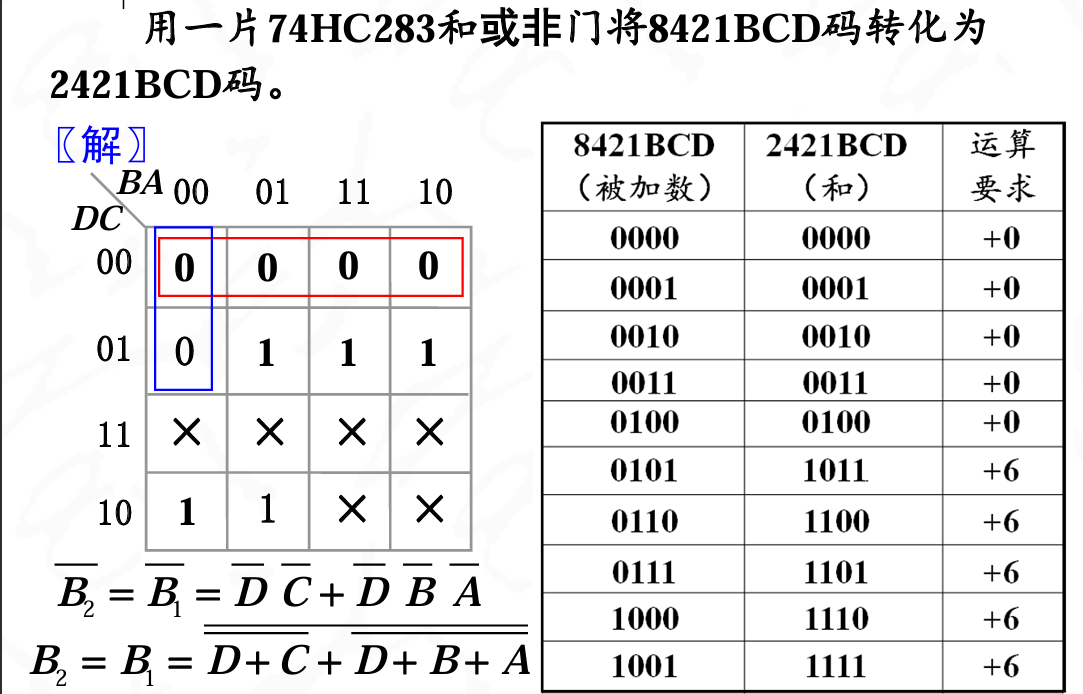 用一片74HC283和或非门将8421BCD码转化为
2421BCD码。
〖解〗
BA 00 01 11 10
DC
00 0 0 0 0
01 0 1 1 1
11 × × × ×
10 1 1 × ×
$\overline{B_2} = \overline{B_1} = \overline{D}\ \overline{C} + \overline{D}\ \overline{B}\ \overline{A}$
$B_2 = B_1 = \overline{\overline{D+C} + \overline{D+B+A}}$
8421BCD 2421BCD 运算
（被加数） （和） 要求
0000 0000 +0
0001 0001 +0
0010 0010 +0
0011 0011 +0
0100 0100 +0
0101 1011 +6
0110 1100 +6
0111 1101 +6
1000 1110 +6
1001 1111 +6